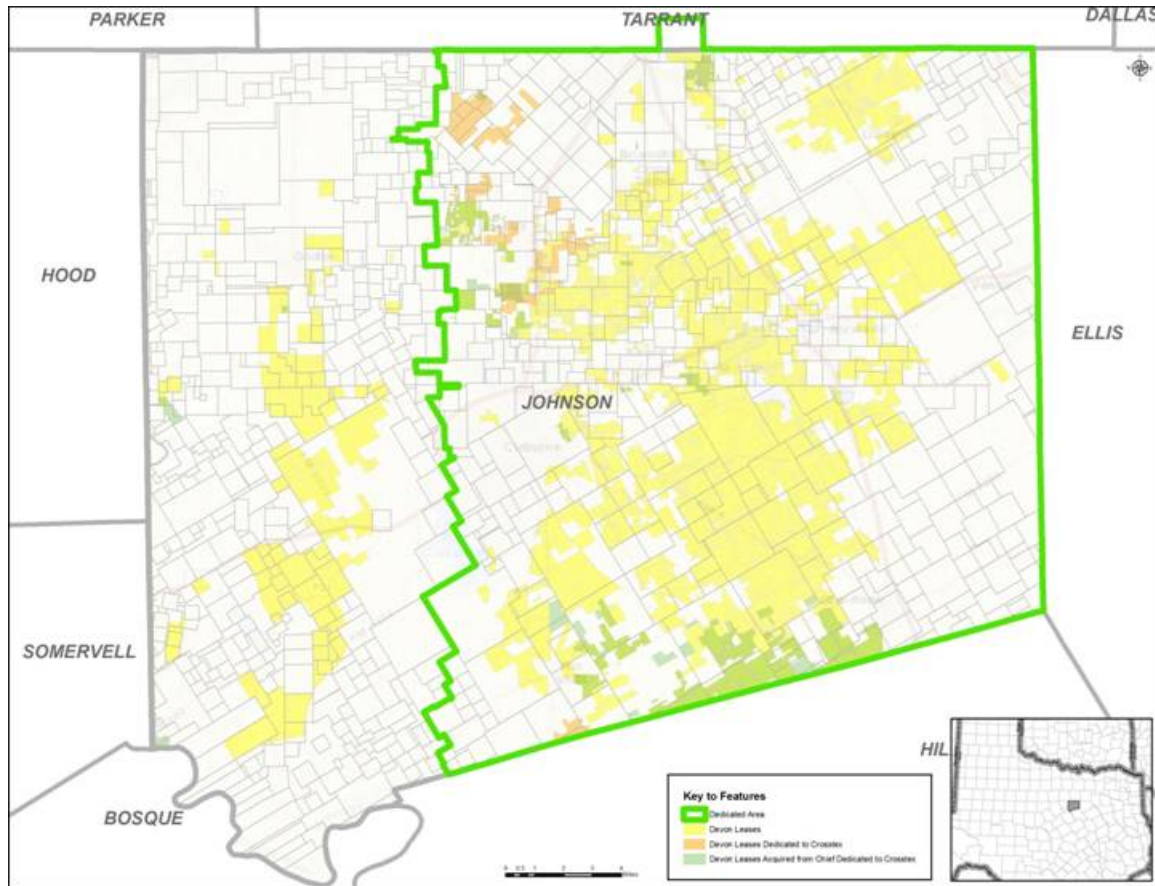 PARKER
TARRANT
DALLAS
HOOD
ELLIS
JOHNSON
SOMERVELL
HIL
BOSQUE
Key to Features
Dedicated Area
Devon Leases
Devon Leases Dedicated to Crosstex
Devon Leases Acquired from Chief Dedicated to Crosstex